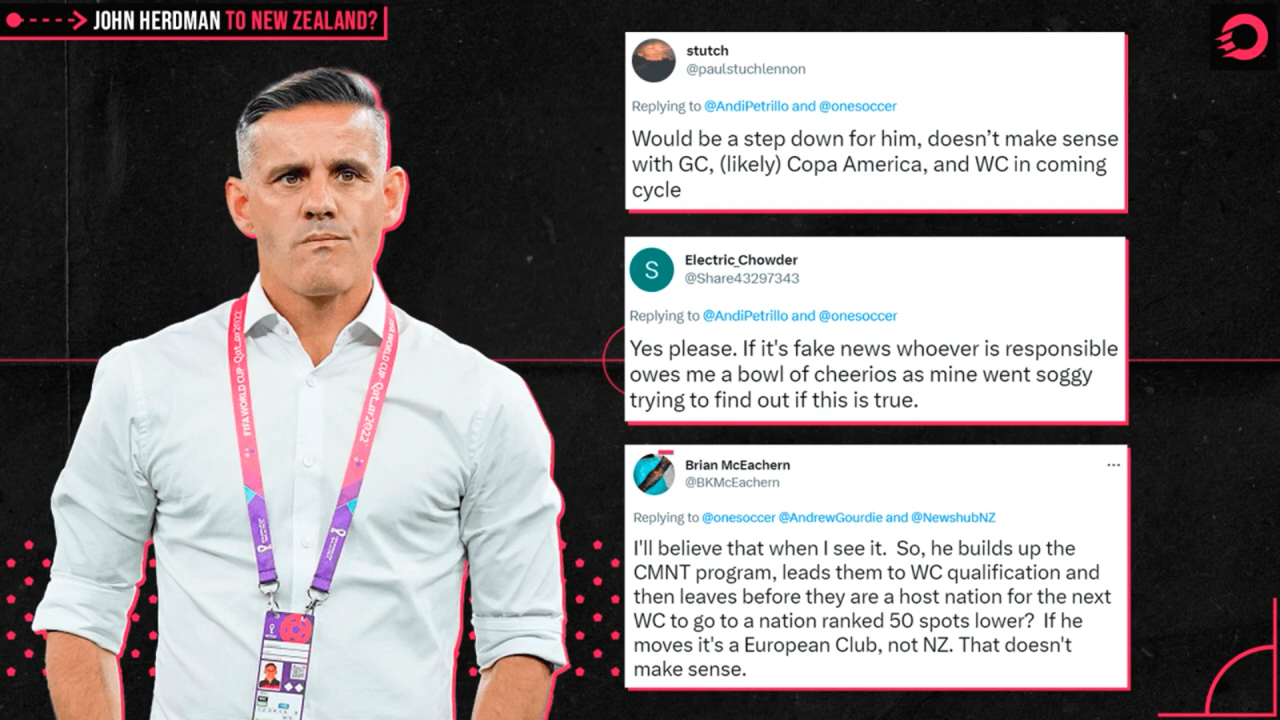 JOHN HERDMAN TO NEW ZEALAND?
stutch
@paulstuchlennon
Replying to @AndiPetrillo and @onesoccer
Would be a step down for him, doesn’t make sense
with GC, (likely) Copa America, and WC in coming
cycle
S
Electric_Chowder
@Share43297343
Replying to @AndiPetrillo and @onesoccer
Yes please. If it's fake news whoever is responsible
owes me a bowl of cheerios as mine went soggy
trying to find out if this is true.
Brian McEachern
@BKMcEachern
Replying to @onesoccer @AndrewGourdie and @NewshubNZ
I'll believe that when I see it. So, he builds up the
CMNT program, leads them to WC qualification and
then leaves before they are a host nation for the next
WC to go to a nation ranked 50 spots lower? If he
moves it's a European Club, not NZ. That doesn't
make sense.
FIFA WORLD CUP Qatar2022
FIFA WORLD CUP Qatar2022